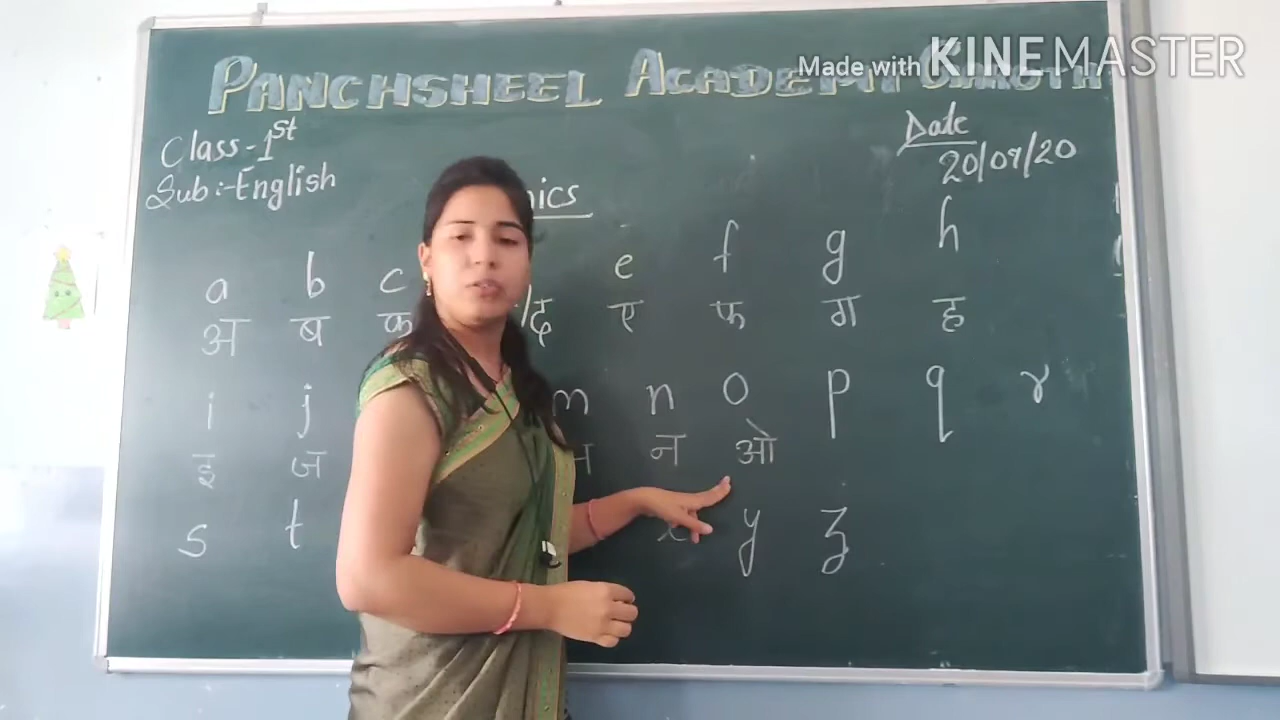 Made with KINEMASTER
PANCHSHEEL ACADEMY
Class-1st
Date
Sub:-English
20/07/20
a b c e f g h
अ ब क द ए फ ग ह
i j m n o p q r
इ ज न ओ
s t x y z